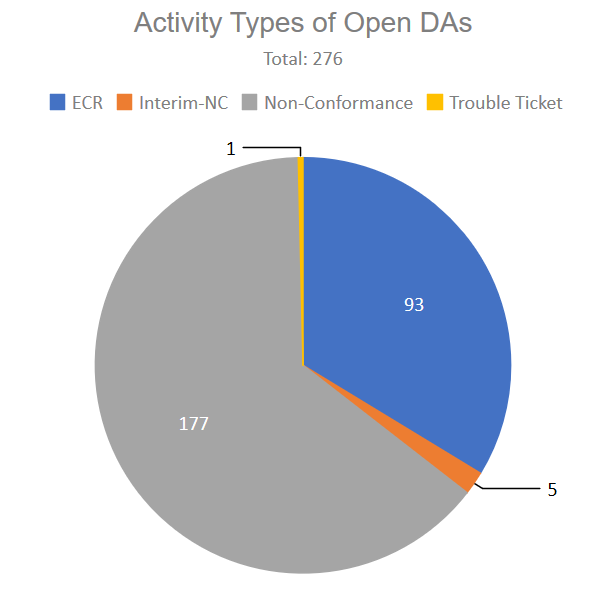 Activity Types of Open DAs
Total: 276
ECR Interim-NC Non-Conformance Trouble Ticket
1
93
177
5